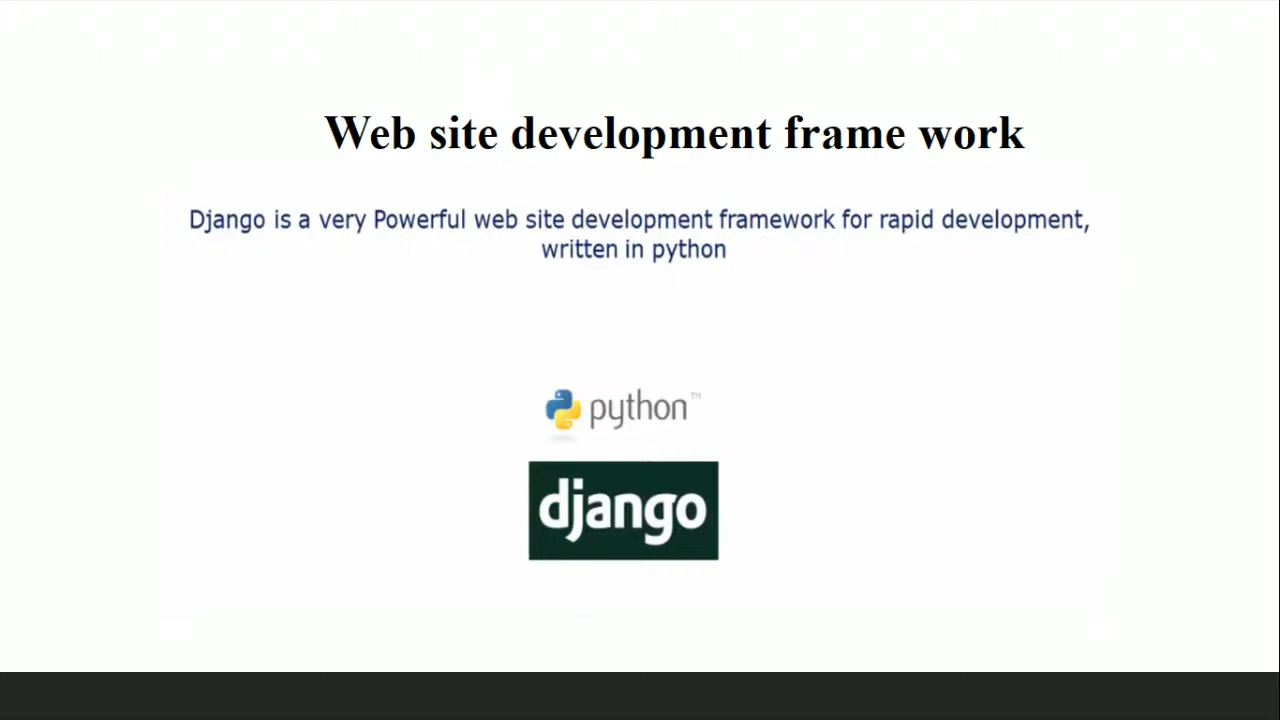 Web site development frame work
Django is a very Powerful web site development framework for rapid development,
written in python
python™
django